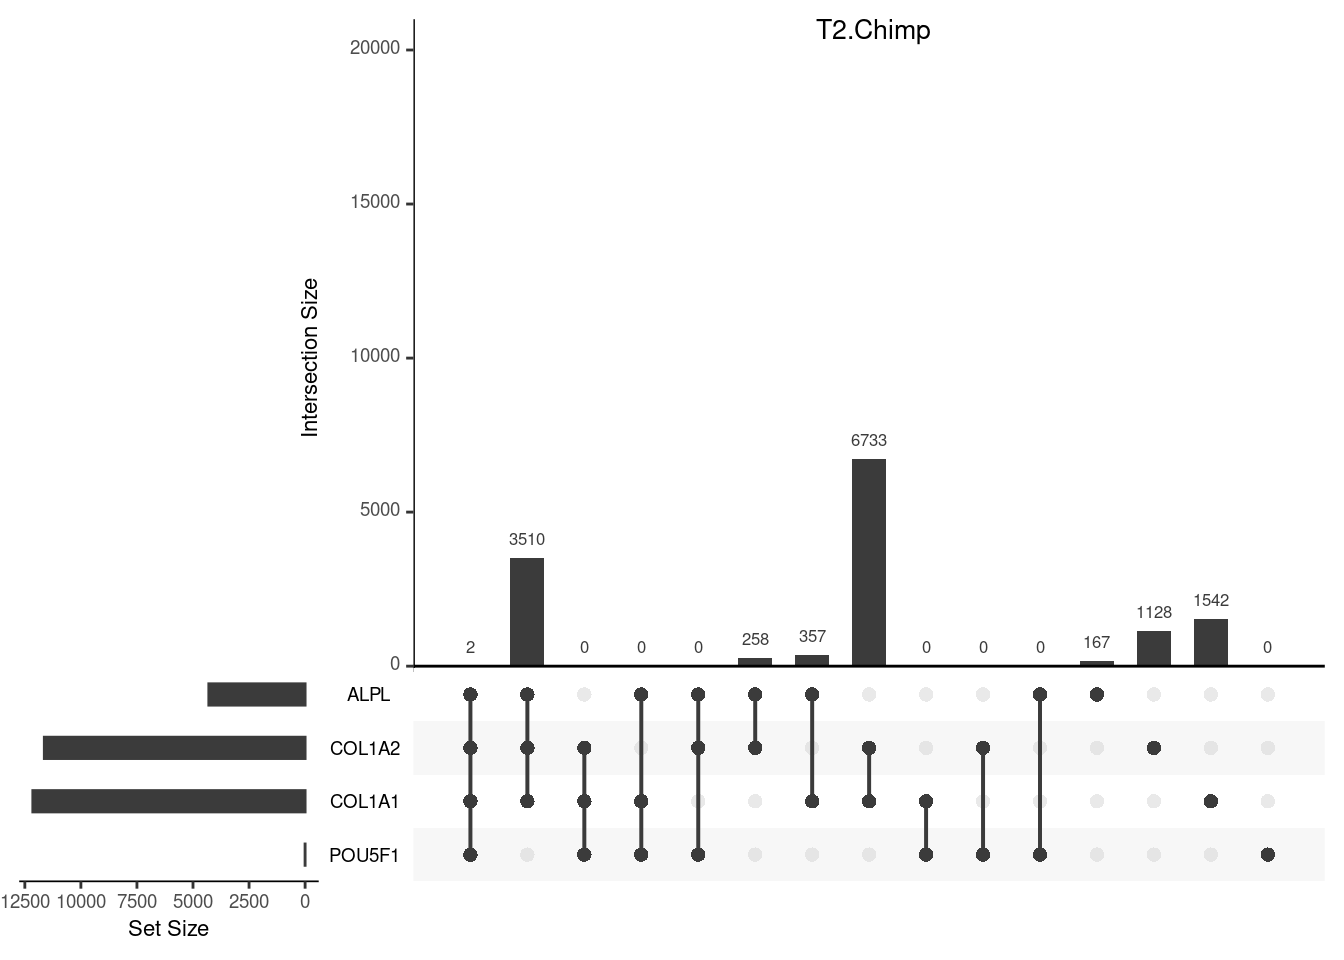 T2.Chimp
20000
15000
10000
5000
0
Intersection Size
2 3510 0 0 0 258 357 6733 0 0 0 167 1128 1542 0
ALPL
COL1A2
COL1A1
POU5F1
12500 10000 7500 5000 2500 0
Set Size